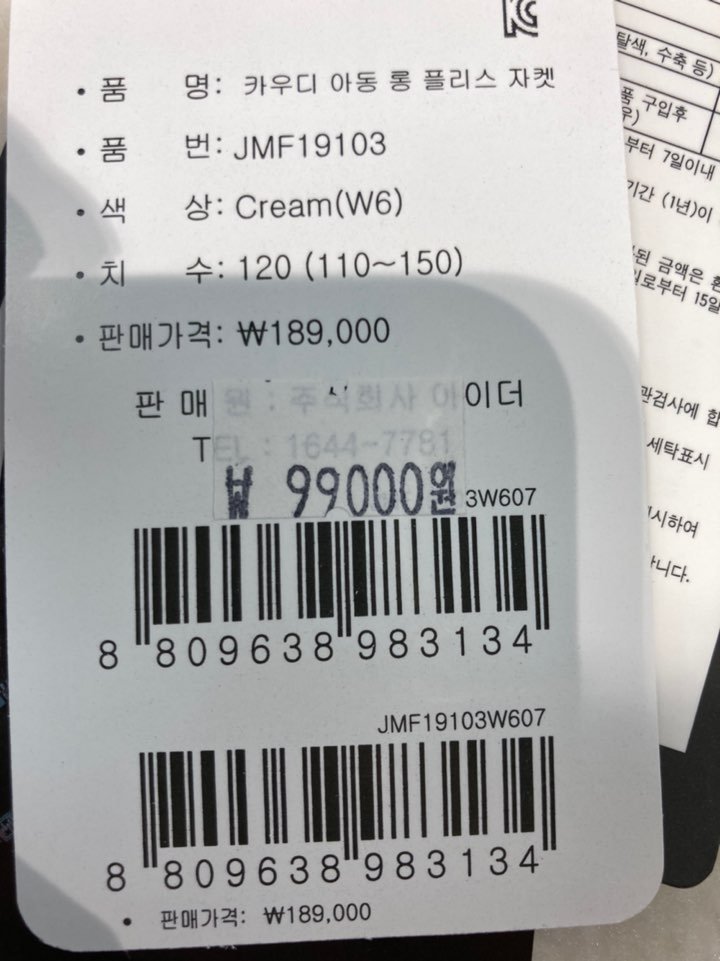 • 품 명: 카우디 아동 롱 플리스 자켓
• 품 번: JMF19103
• 색 상: Cream(W6)
• 치 수: 120 (110~150)
• 판매가격: ₩189,000
판 매 원 : 주식회사 아이더
TEL : 1644-7781
₩ 99000원
3W607
8 809638 983134
JMF19103W607
8 809638 983134
• 판매가격: ₩189,000
탈색, 수축 등)
품 구입후
우)
부터 7일이내
기간 (1년)이
된 금액은 환
일로부터 15일
관검사에 합
세탁표시
시하여
니다.